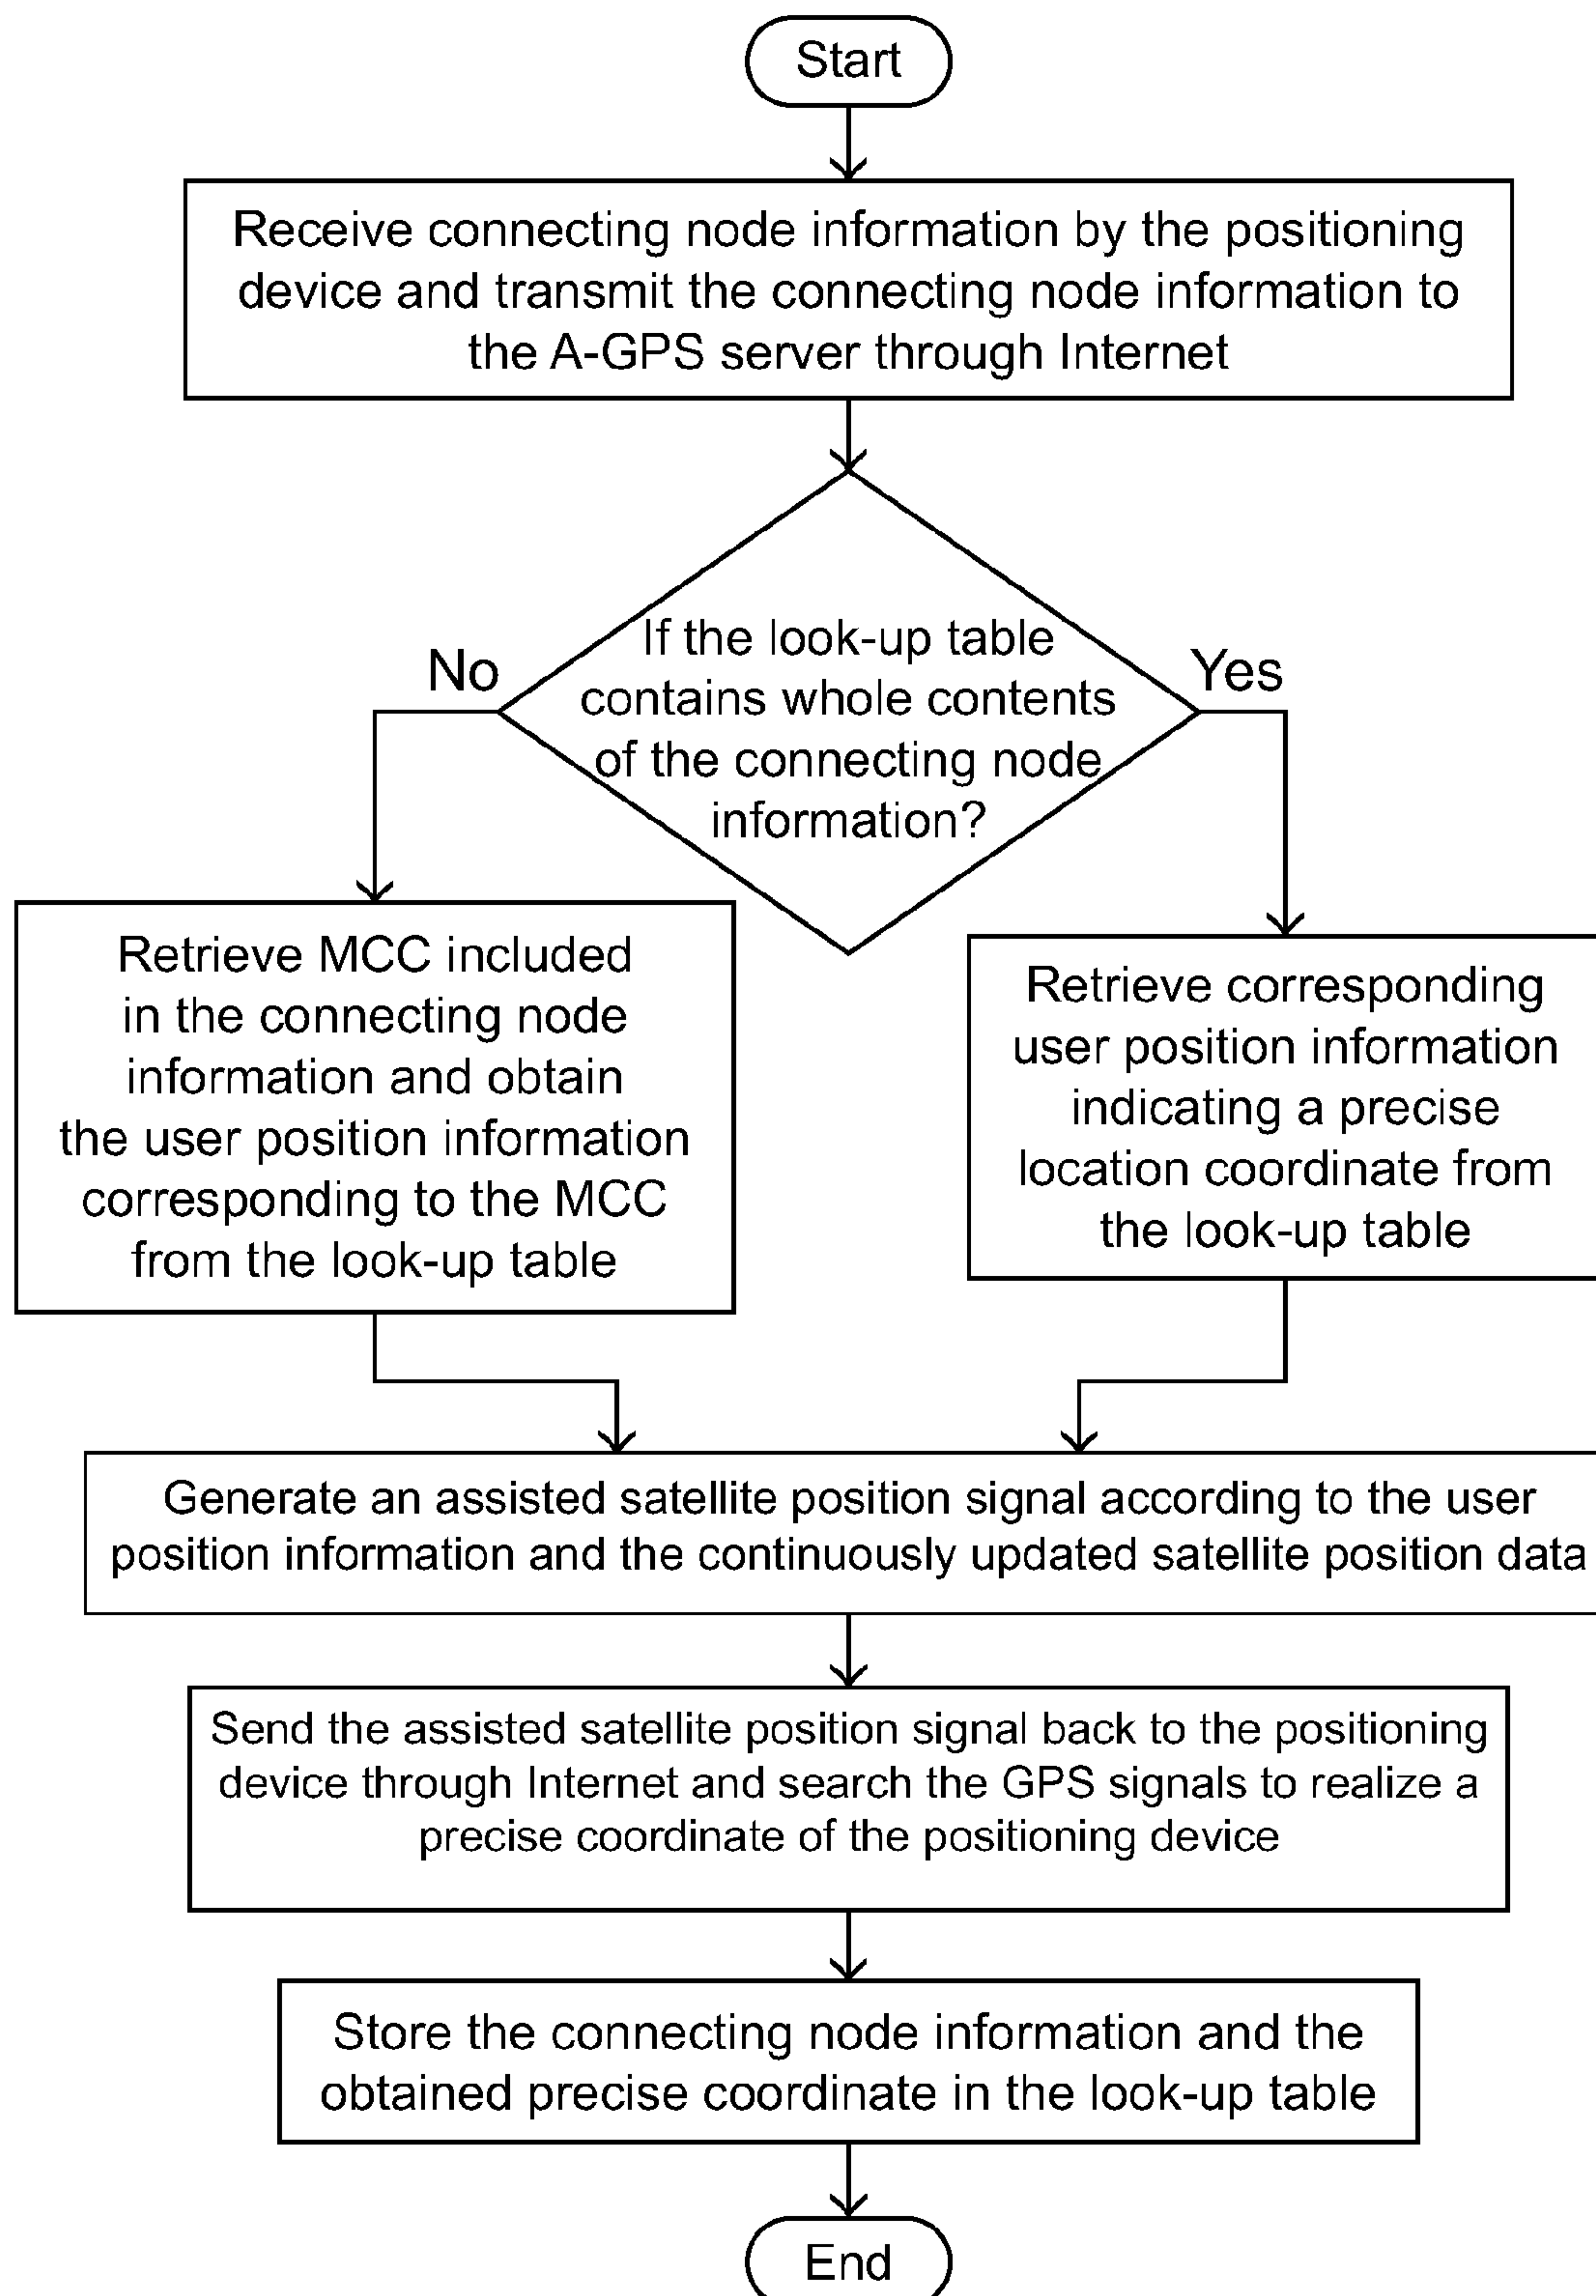 Start
Receive connecting node information by the positioning
device and transmit the connecting node information to
the A-GPS server through Internet
If the look-up table
contains whole contents
of the connecting node
information?
No
Yes
Retrieve MCC included
in the connecting node
information and obtain
the user position information
corresponding to the MCC
from the look-up table
Retrieve corresponding
user position information
indicating a precise
location coordinate from
the look-up table
Generate an assisted satellite position signal according to the user
position information and the continuously updated satellite position data
Send the assisted satellite position signal back to the positioning
device through Internet and search the GPS signals to realize a
precise coordinate of the positioning device
Store the connecting node information and the
obtained precise coordinate in the look-up table
End